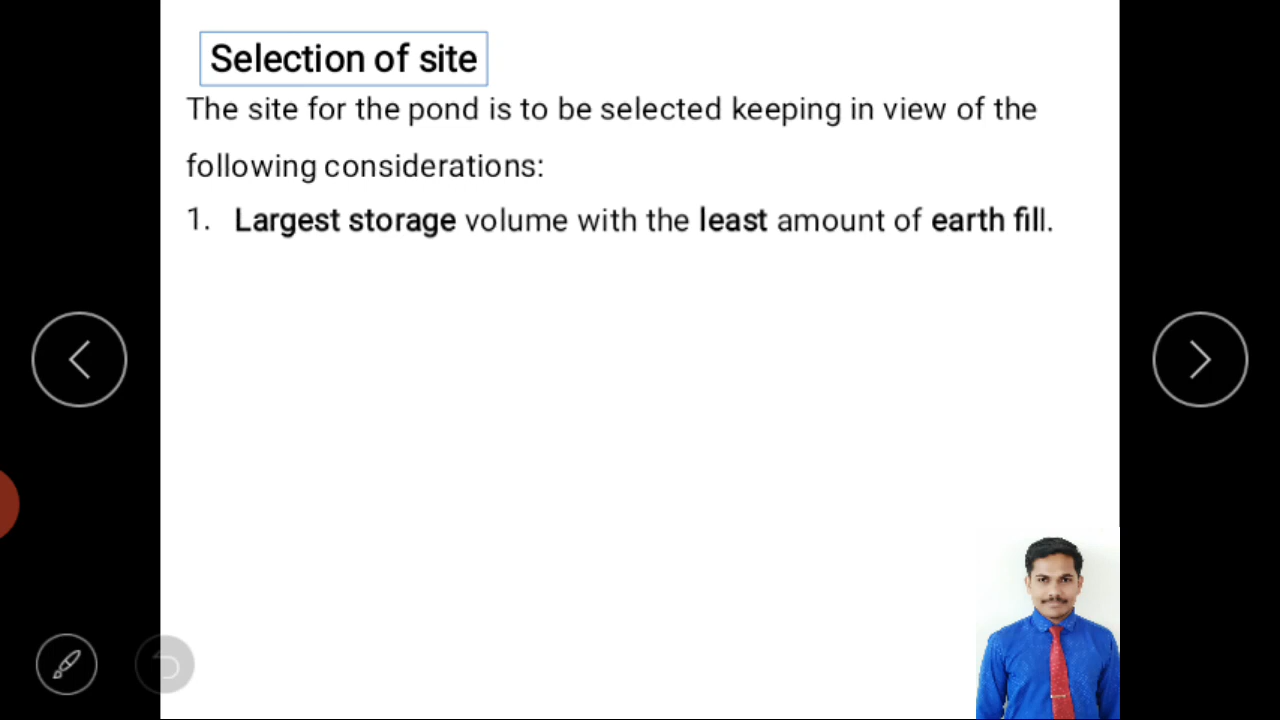 Selection of site
The site for the pond is to be selected keeping in view of the
following considerations:
1. Largest storage volume with the least amount of earth fill.